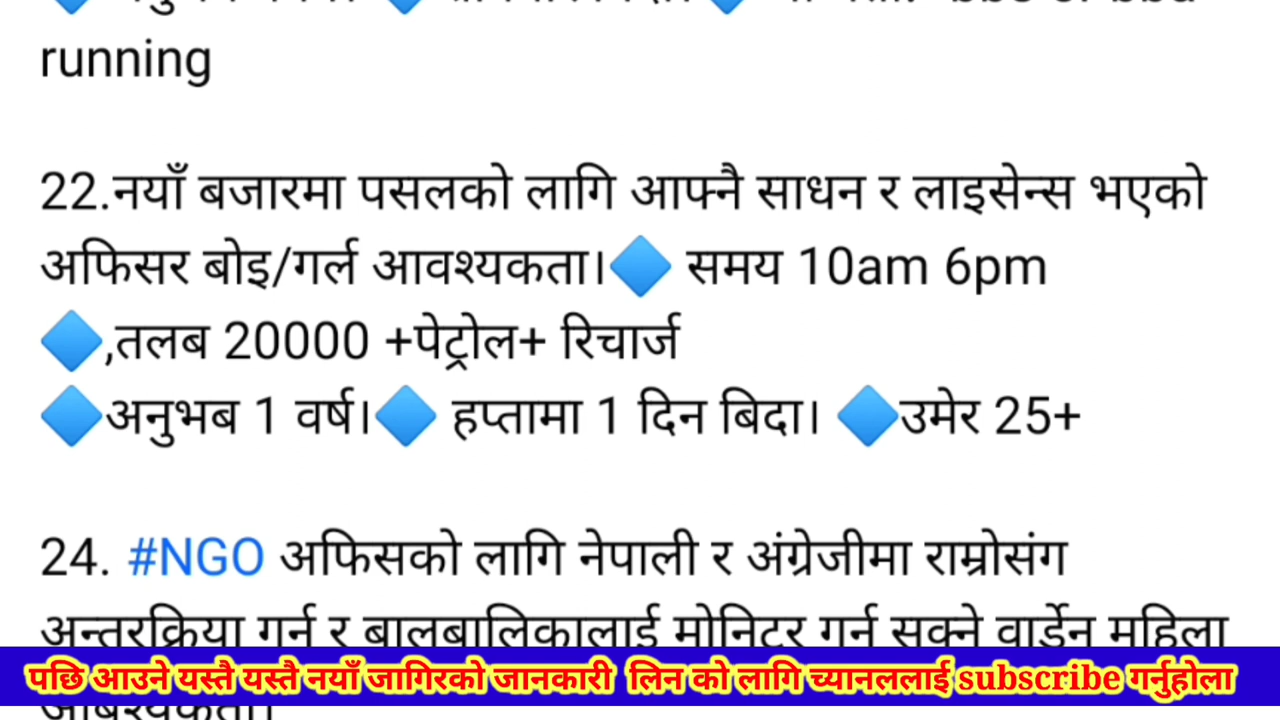 running
22.नयाँ बजारमा पसलको लागि आफ्नै साधन र लाइसेन्स भएको
अफिसर बोइ/गर्ल आवश्यकता।🔷 समय 10am 6pm
🔷,तलब 20000 +पेट्रोल+ रिचार्ज
🔷अनुभब 1 वर्ष।🔷 हप्तामा 1 दिन बिदा। 🔷उमेर 25+
24. #NGO अफिसको लागि नेपाली र अंग्रेजीमा राम्रोसंग
अन्तरक्रिया गर्न र बालबालिकालाई मोनिटर गर्न सक्ने वार्डेन महिला
पछि आउने यस्तै यस्तै नयाँ जागिरको जानकारी लिन को लागि च्यानललाई subscribe गर्नुहोला